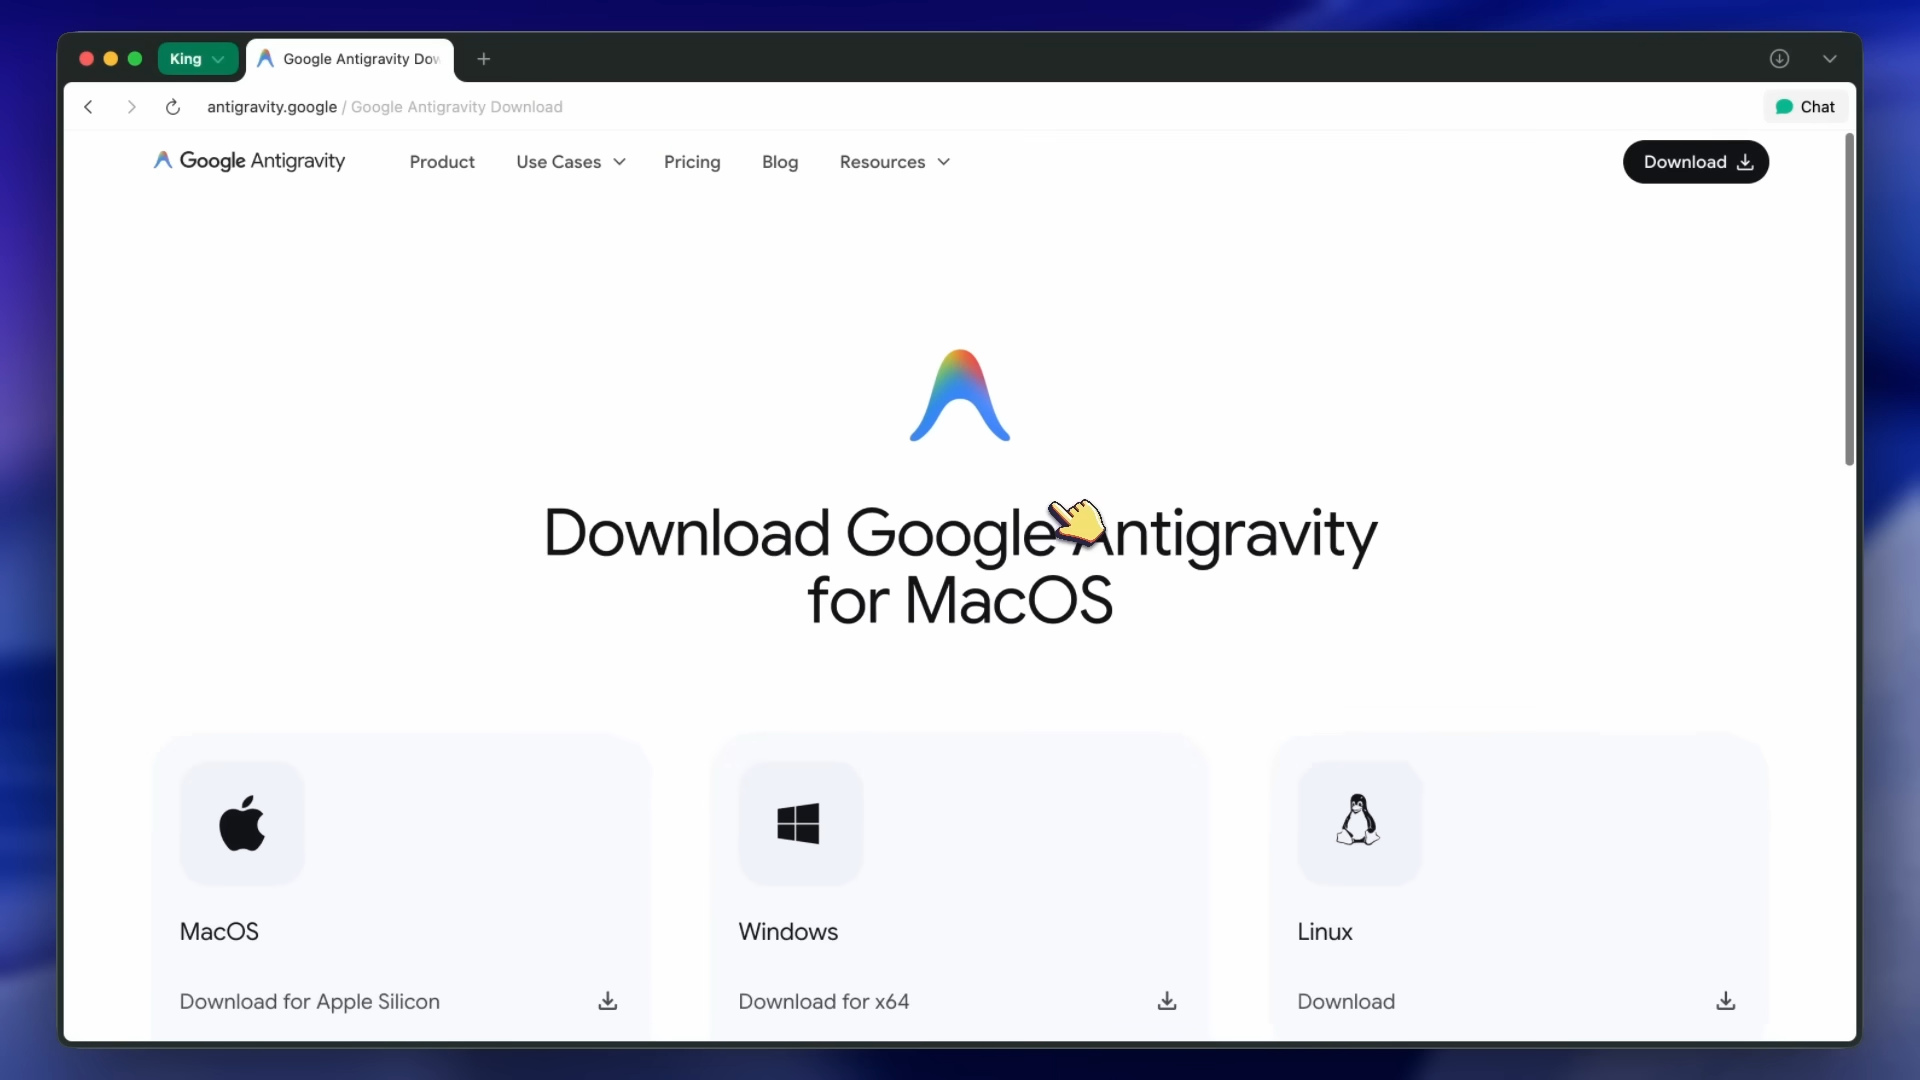 King
Google Antigravity Dow
antigravity.google / Google Antigravity Download
Chat
Google Antigravity
Product
Use Cases
Pricing
Blog
Resources
Download
Download Google Antigravity
for MacOS
MacOS
Download for Apple Silicon
Windows
Download for x64
Linux
Download